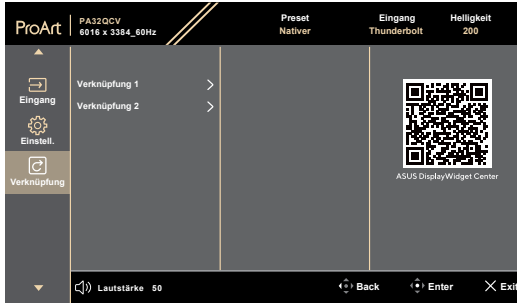 ProArt
PA32QCV
6016 x 3384_60Hz
Preset
Nativer
Eingang
Thunderbolt
Helligkeit
200
Eingang
Einstell.
Verknüpfung
Verknüpfung 1
Verknüpfung 2
ASUS DisplayWidget Center
Lautstärke 50
Back
Enter
Exit